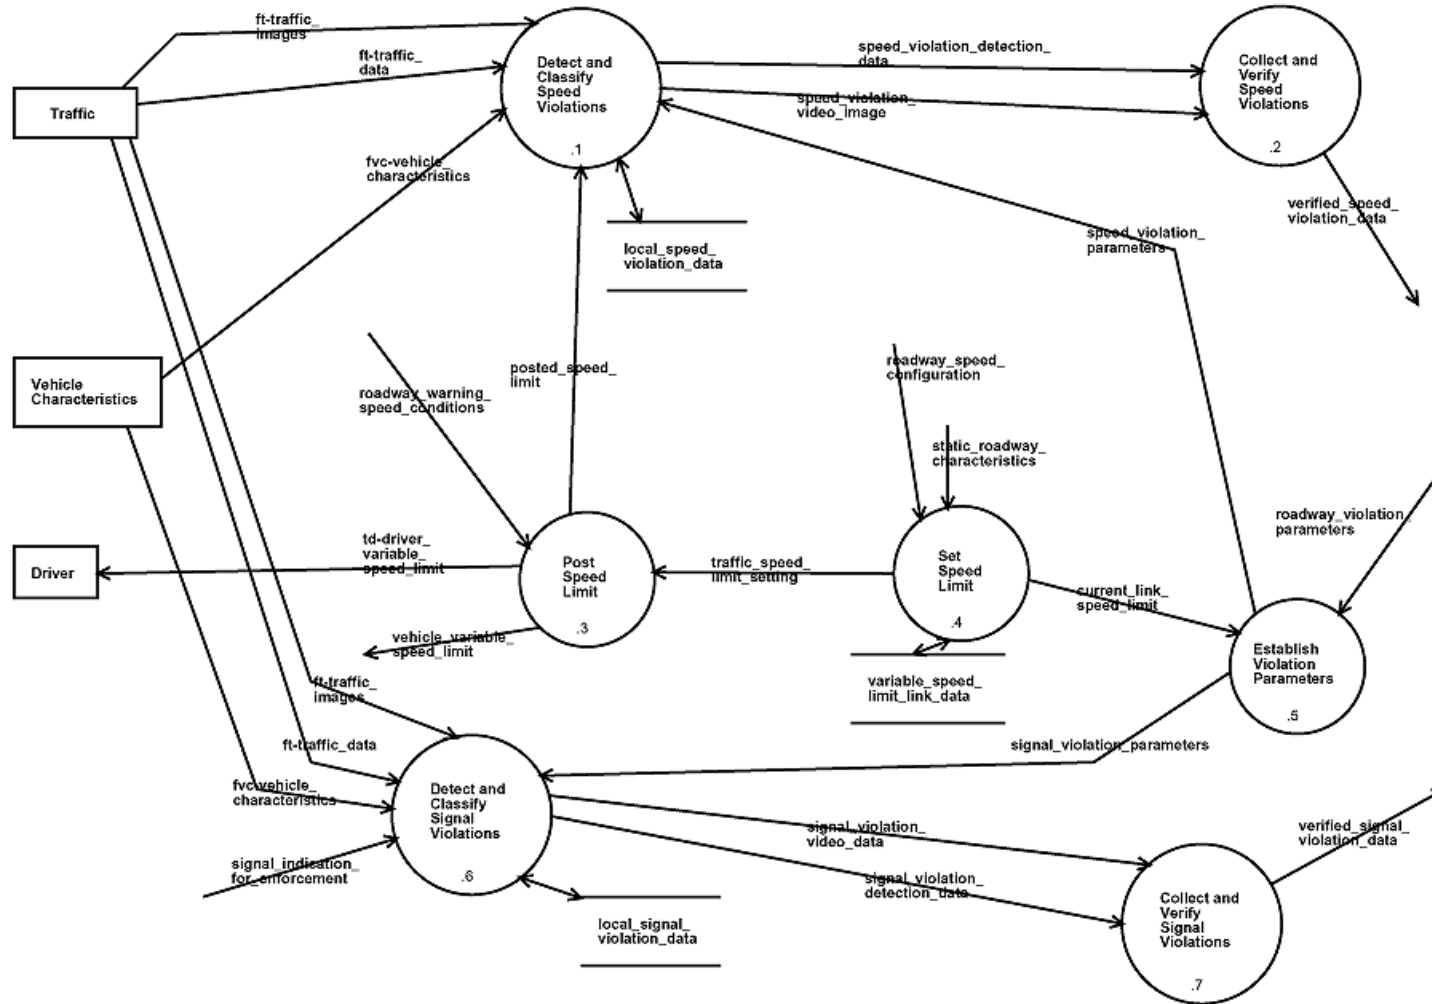 ft-traffic_
images
ft-traffic_
data
Traffic
Detect and
Classify
Speed
Violations
.1
speed_violation_detection_
data
speed_violation_
video_image
Collect and
Verify
Speed
Violations
.2
fvc-vehicle_
characteristics
verified_speed_
violation_data
speed_violation_
parameters
local_speed_
violation_data
Vehicle
Characteristics
posted_speed_
limit
roadway_warning_
speed_conditions
roadway_speed_
configuration
static_roadway_
characteristics
roadway_violation_
parameters
Driver
td-driver_
variable_
speed_limit
Post
Speed
Limit
.3
traffic_speed_
limit_setting
Set
Speed
Limit
.4
current_link_
speed_limit
vehicle_variable_
speed_limit
variable_speed_
limit_link_data
Establish
Violation
Parameters
.5
ft-traffic_
images
ft-traffic_data
signal_violation_parameters
fvc-vehicle_
characteristics
Detect and
Classify
Signal
Violations
.6
signal_indication_
for_enforcement
signal_violation_
video_data
signal_violation_
detection_data
verified_signal_
violation_data
local_signal_
violation_data
Collect and
Verify
Signal
Violations
.7